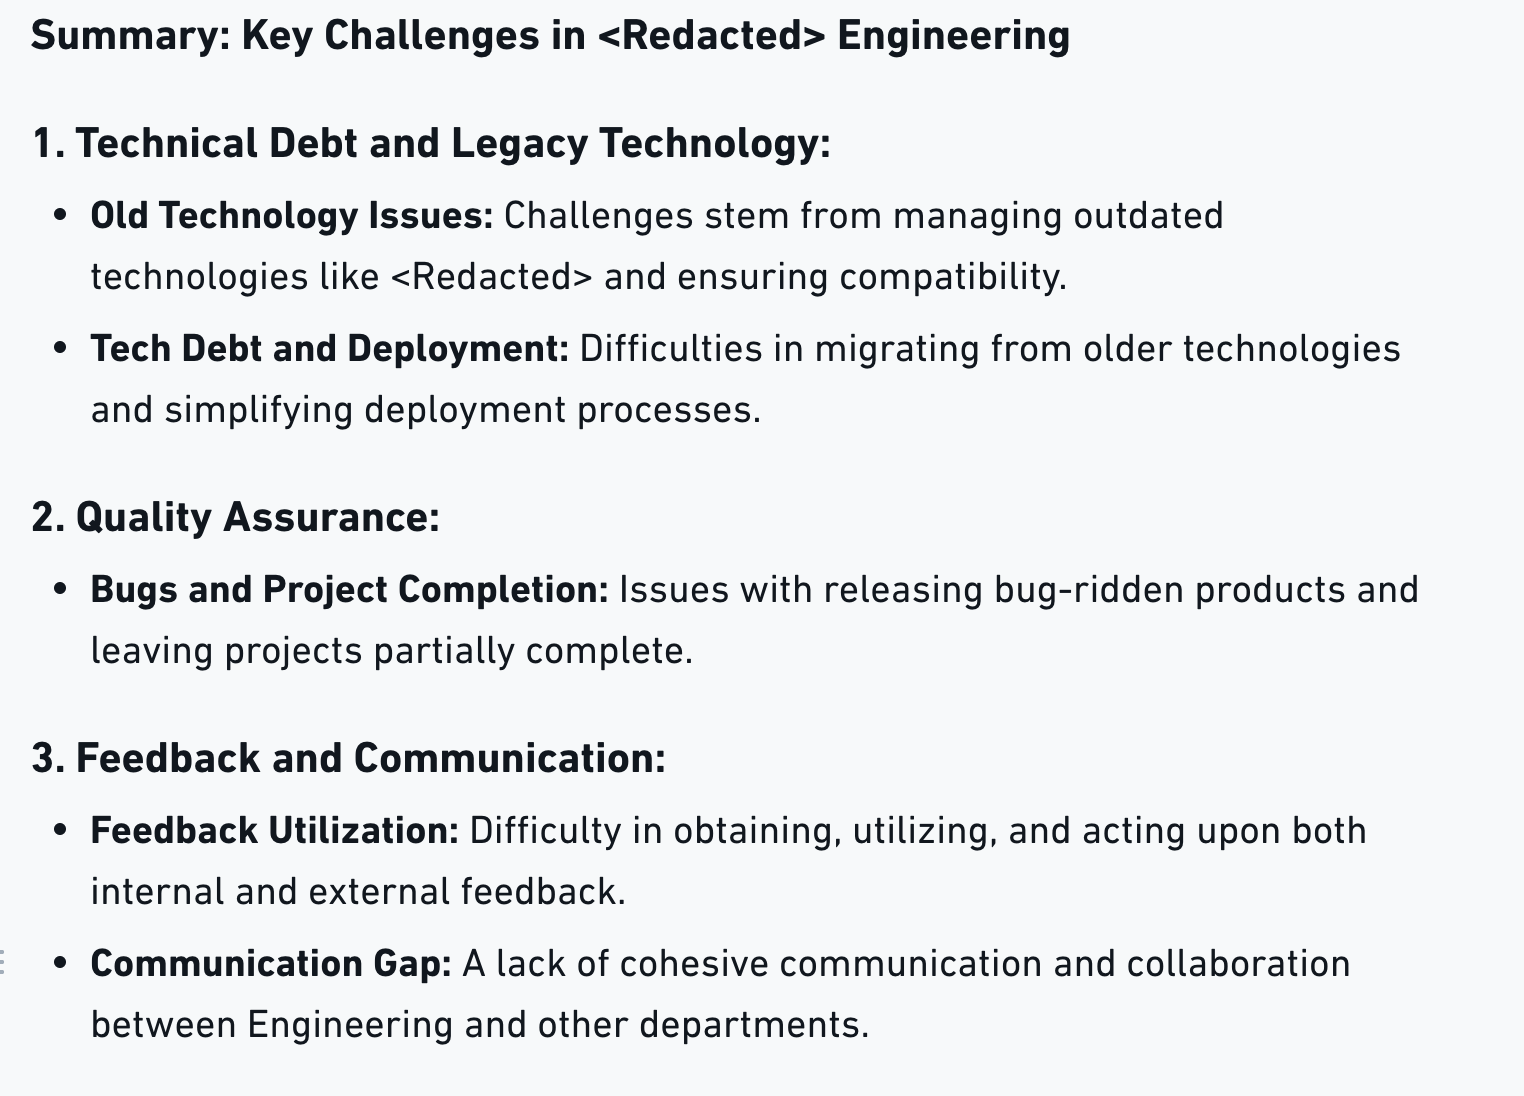 Summary: Key Challenges in <Redacted> Engineering
1. Technical Debt and Legacy Technology:
• Old Technology Issues: Challenges stem from managing outdated
technologies like <Redacted> and ensuring compatibility.
• Tech Debt and Deployment: Difficulties in migrating from older technologies
and simplifying deployment processes.
2. Quality Assurance:
• Bugs and Project Completion: Issues with releasing bug-ridden products and
leaving projects partially complete.
3. Feedback and Communication:
• Feedback Utilization: Difficulty in obtaining, utilizing, and acting upon both
internal and external feedback.
• Communication Gap: A lack of cohesive communication and collaboration
between Engineering and other departments.